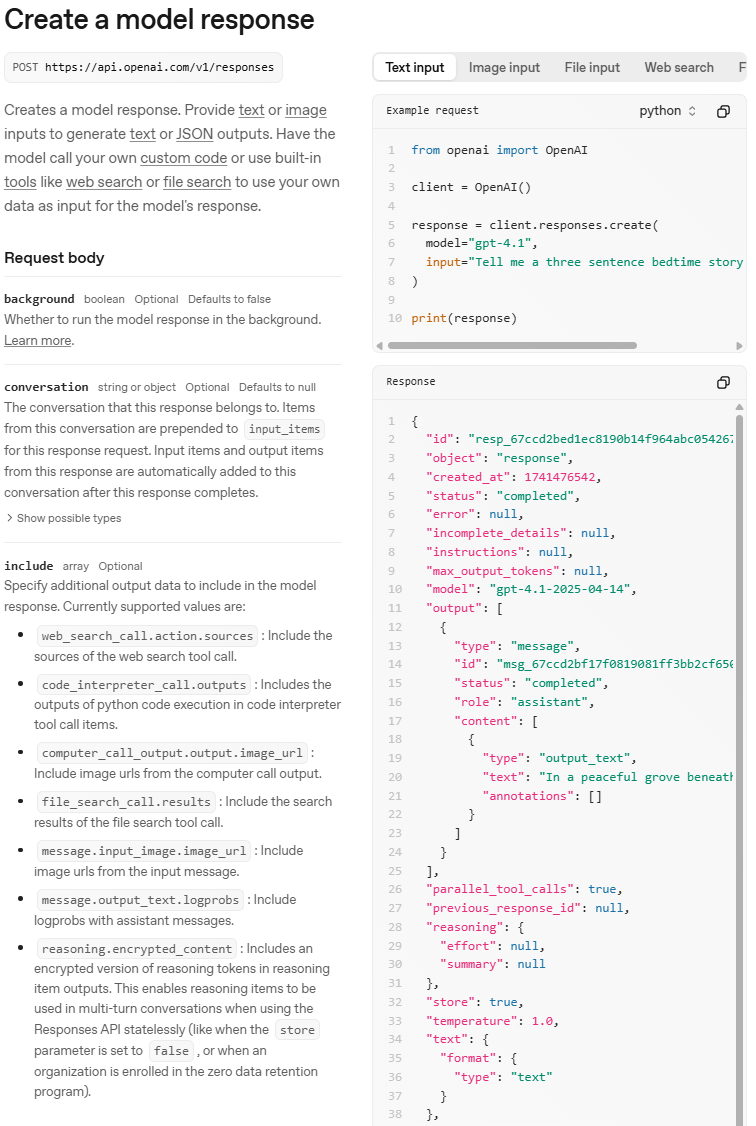 Create a model response
POST https://api.openai.com/v1/responses
Creates a model response. Provide text or image
inputs to generate text or JSON outputs. Have the
model call your own custom code or use built-in
tools like web search or file search to use your own
data as input for the model's response.
Request body
background boolean Optional Defaults to false
Whether to run the model response in the background.
Learn more.
conversation string or object Optional Defaults to null
The conversation that this response belongs to. Items
from this conversation are prepended to input_items
for this response request. Input items and output items
from this response are automatically added to this
conversation after this response completes.
Show possible types
include array Optional
Specify additional output data to include in the model
response. Currently supported values are:
• web_search_call.action.sources : Include the
sources of the web search tool call.
• code_interpreter_call.outputs : Includes the
outputs of python code execution in code interpreter
tool call items.
• computer_call_output.output.image_url :
Include image urls from the computer call output.
• file_search_call.results : Include the search
results of the file search tool call.
• message.input_image.image_url : Include
image urls from the input message.
• message.output_text.logprobs : Include
logprobs with assistant messages.
• reasoning.encrypted_content : Includes an
encrypted version of reasoning tokens in reasoning
item outputs. This enables reasoning items to be
used in multi-turn conversations when using the
Responses API statelessly (like when the store
parameter is set to false , or when an
organization is enrolled in the zero data retention
program).
Text input Image input File input Web search F
Example request python
1 from openai import OpenAI
2
3 client = OpenAI()
4
5 response = client.responses.create(
6   model="gpt-4.1",
7   input="Tell me a three sentence bedtime story
8 )
9
10 print(response)
Response
1 {
2   "id": "resp_67ccd2bed1ec8190b14f964abc054267
3   "object": "response",
4   "created_at": 1741476542,
5   "status": "completed",
6   "error": null,
7   "incomplete_details": null,
8   "instructions": null,
9   "max_output_tokens": null,
10   "model": "gpt-4.1-2025-04-14",
11   "output": [
12     {
13       "type": "message",
14       "id": "msg_67ccd2bf17f0819081ff3bb2cf650
15       "status": "completed",
16       "role": "assistant",
17       "content": [
18         {
19           "type": "output_text",
20           "text": "In a peaceful grove beneath
21           "annotations": []
22         }
23       ]
24     }
25   ],
26   "parallel_tool_calls": true,
27   "previous_response_id": null,
28   "reasoning": {
29     "effort": null,
30     "summary": null
31   },
32   "store": true,
33   "temperature": 1.0,
34   "text": {
35     "format": {
36       "type": "text"
37     }
38   },